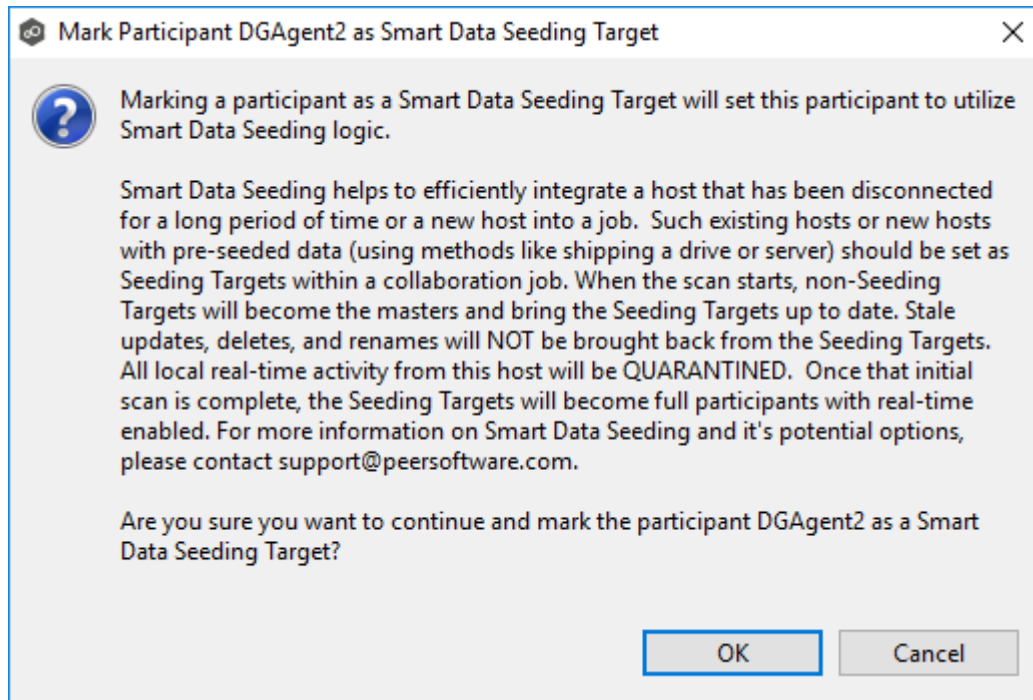 Mark Participant DGAgent2 as Smart Data Seeding Target
Marking a participant as a Smart Data Seeding Target will set this participant to utilize
Smart Data Seeding logic.
Smart Data Seeding helps to efficiently integrate a host that has been disconnected
for a long period of time or a new host into a job.  Such existing hosts or new hosts
with pre-seeded data (using methods like shipping a drive or server) should be set as
Seeding Targets within a collaboration job. When the scan starts, non-Seeding
Targets will become the masters and bring the Seeding Targets up to date. Stale
updates, deletes, and renames will NOT be brought back from the Seeding Targets.
All local real-time activity from this host will be QUARANTINED.  Once that initial
scan is complete, the Seeding Targets will become full participants with real-time
enabled. For more information on Smart Data Seeding and it's potential options,
please contact support@peersoftware.com.
Are you sure you want to continue and mark the participant DGAgent2 as a Smart
Data Seeding Target?
OK
Cancel